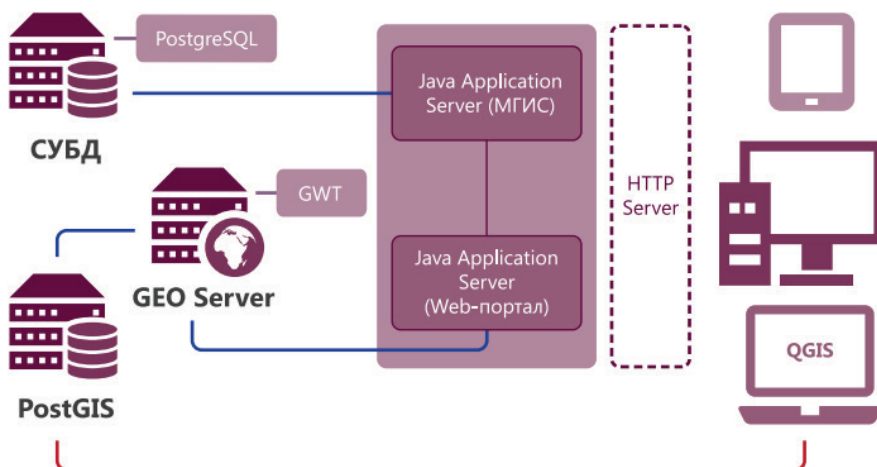 PostgreSQL
СУБД
Java Application
Server (МГИС)
HTTP
Server
GWT
GEO Server
Java Application
Server
(Web-портал)
QGIS
PostGIS